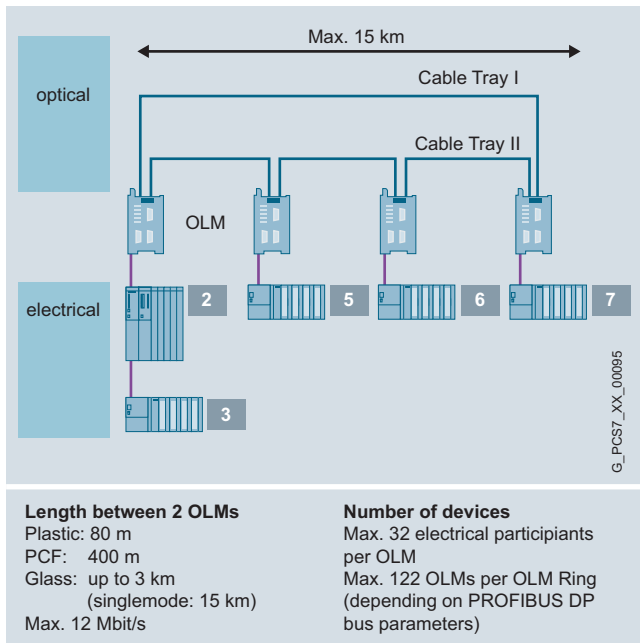 Max. 15 km
optical
Cable Tray I
Cable Tray II
OLM
electrical
2
5
6
7
3
G_PCS7_XX_00095
Length between 2 OLMs
Plastic: 80 m
PCF: 400 m
Glass: up to 3 km
(singlemode: 15 km)
Max. 12 Mbit/s
Number of devices
Max. 32 electrical participiants
per OLM
Max. 122 OLMs per OLM Ring
(depending on PROFIBUS DP
bus parameters)